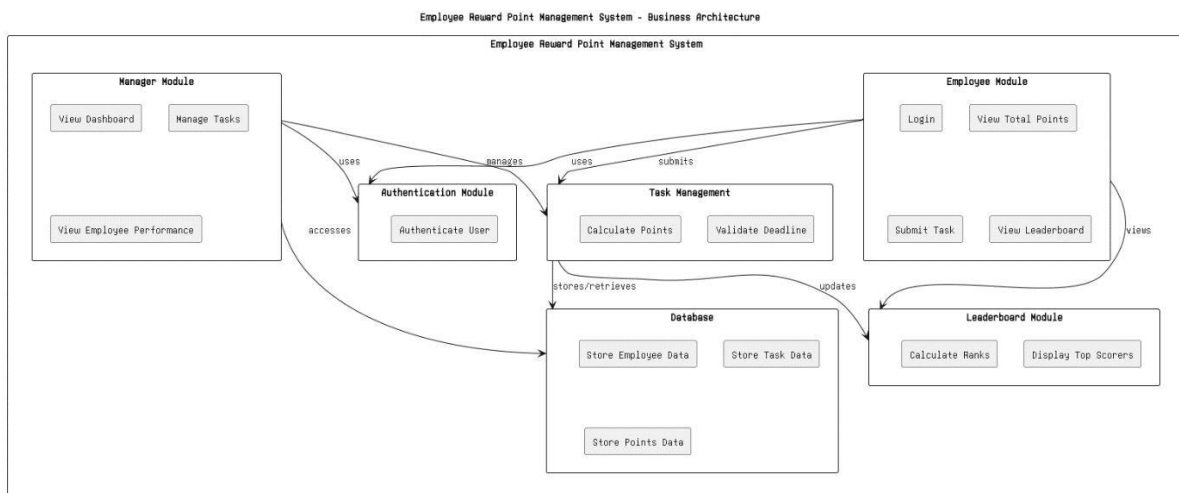 Employee Reward Point Management System - Business Architecture
Employee Reward Point Management System
Manager Module
View Dashboard
Manage Tasks
View Employee Performance
Employee Module
Login
View Total Points
Submit Task
View Leaderboard
uses
manages
uses
submits
accesses
views
Authentication Module
Authenticate User
Task Management
Calculate Points
Validate Deadline
stores/retrieves
updates
Database
Store Employee Data
Store Task Data
Store Points Data
Leaderboard Module
Calculate Ranks
Display Top Scorers